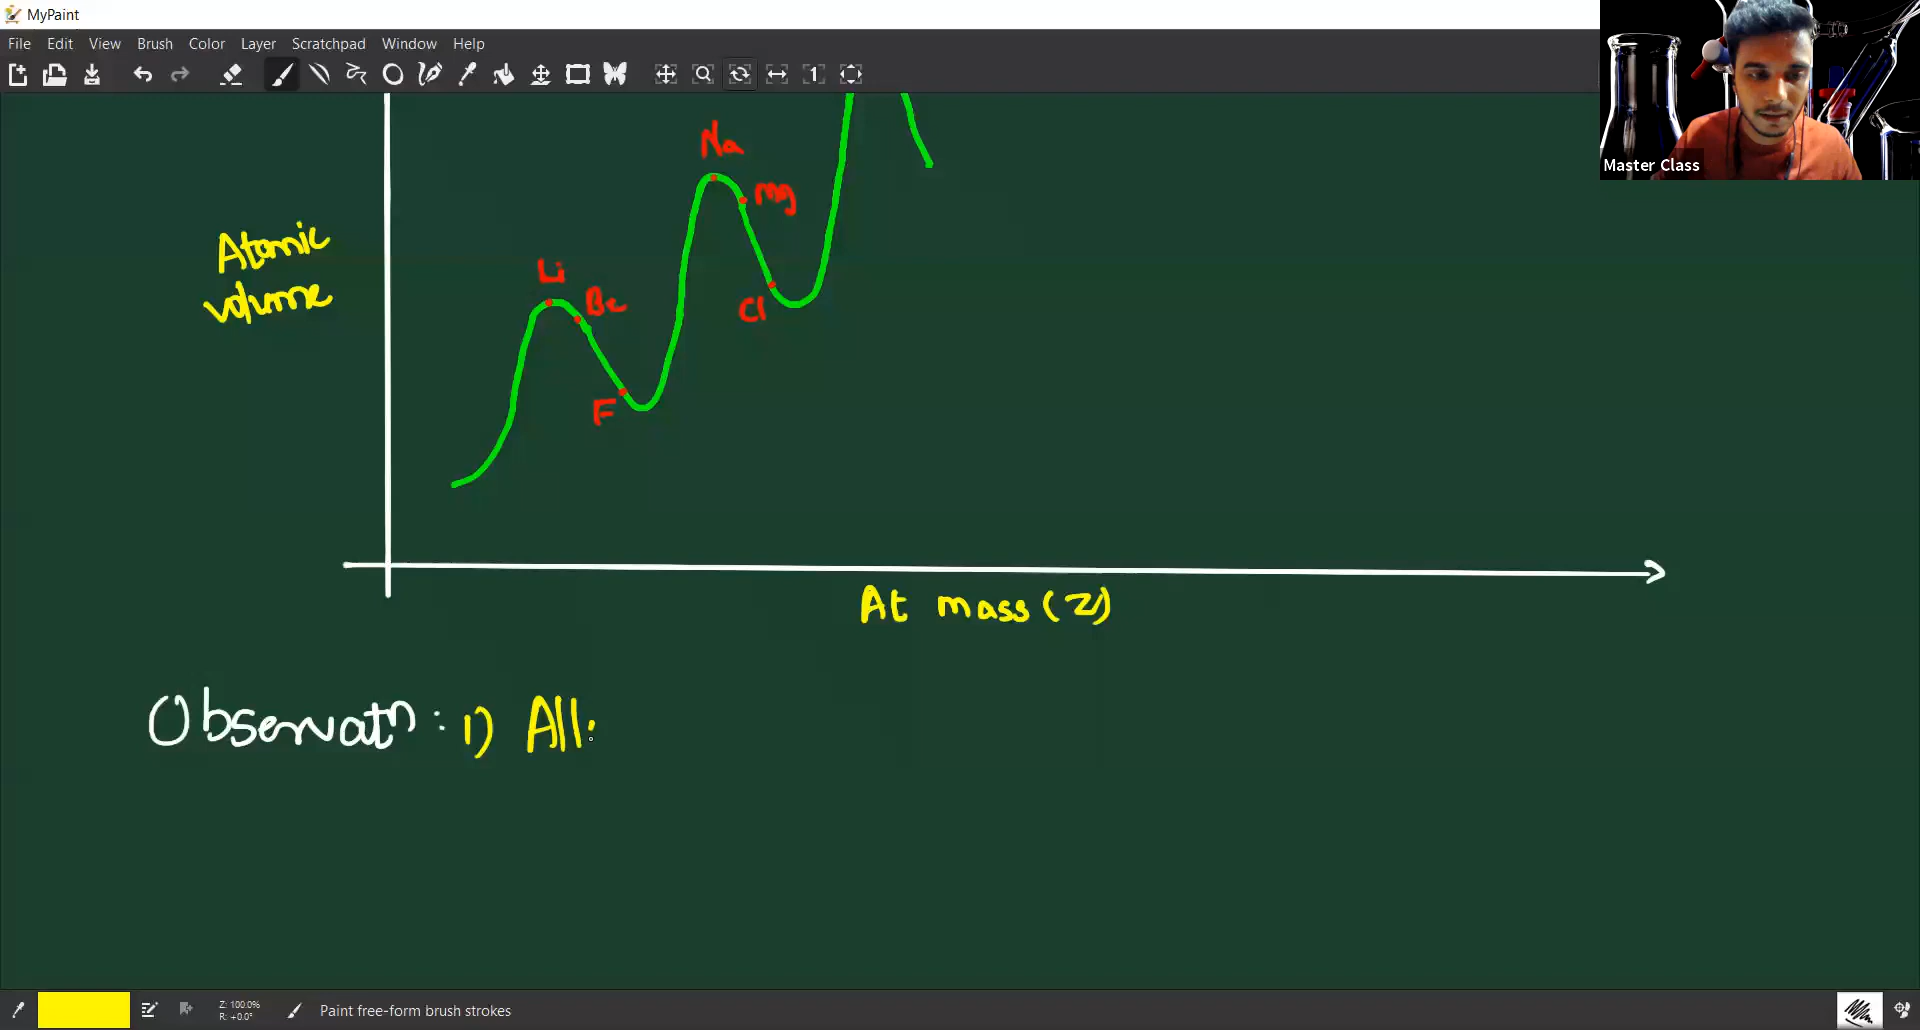 MyPaint
File Edit View Brush Color Layer Scratchpad Window Help
1
Master Class
Na
Mg
Atomic
volume
Li
Be
Cl
F
At mass (Z)
Observatn : 1) All
Z: 100.0%
R: +0.0°
Paint free-form brush strokes